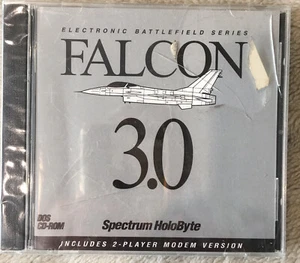 ELECTRONIC BATTLEFIELD SERIES
FALCON
3.0
DOS
CD-ROM
Spectrum HoloByte
INCLUDES 2-PLAYER MODEM VERSION